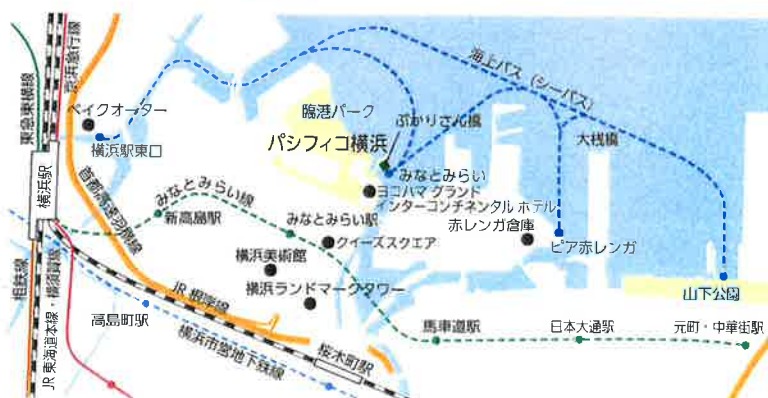 東急東横線
京浜急行線
ベイクオーター
横浜駅東口
横浜駅
首都高速羽横線
相鉄線
JR東海道本線・横須賀線
臨港パーク
海上バス（シーバス）
ぷかりさん橋
大桟橋
パシフィコ横浜
みなとみらい
ヨコハマ グランド
インターコンチネンタル ホテル
みなとみらい線
新高島駅
みなとみらい駅
クイーズスクエア
赤レンガ倉庫
ピア赤レンガ
横浜美術館
横浜ランドマークタワー
山下公園
JR 根岸線
高島町駅
横浜市営地下鉄線
桜木町駅
馬車道駅
日本大通駅
元町・中華街駅